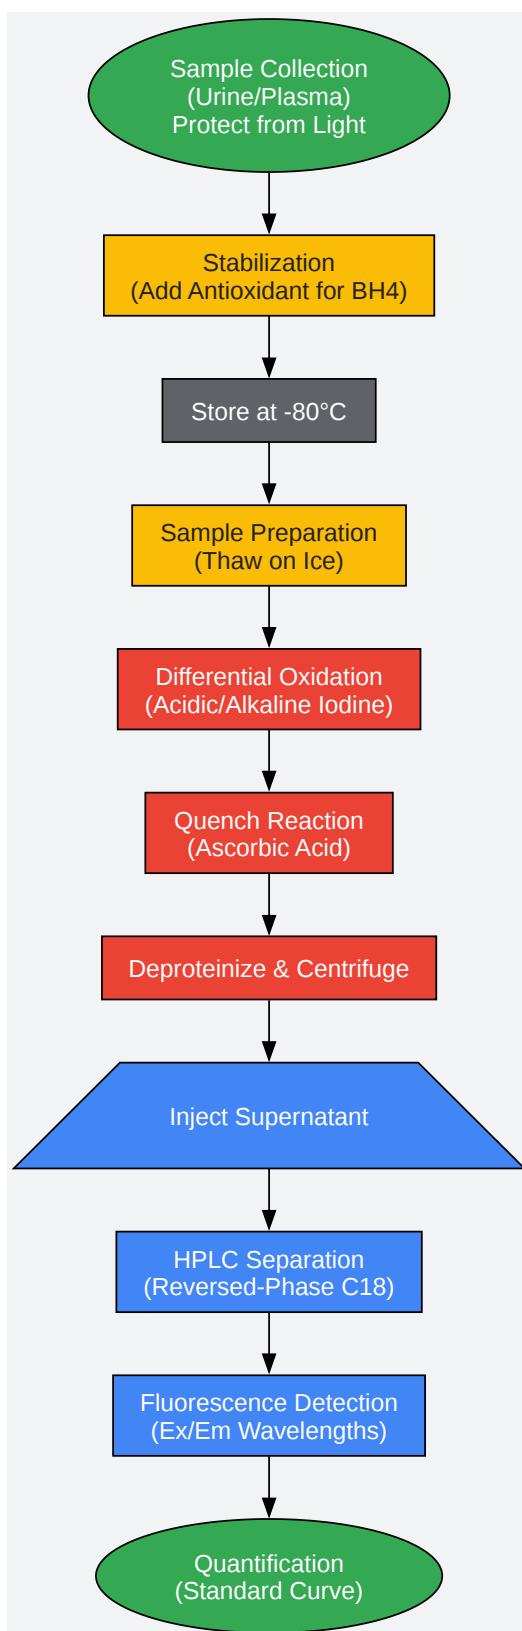 Sample Collection
(Urine/Plasma)
Protect from Light
Stabilization
(Add Antioxidant for BH4)
Store at -80°C
Sample Preparation
(Thaw on Ice)
Differential Oxidation
(Acidic/Alkaline Iodine)
Quench Reaction
(Ascorbic Acid)
Deproteinize & Centrifuge
Inject Supernatant
HPLC Separation
(Reversed-Phase C18)
Fluorescence Detection
(Ex/Em Wavelengths)
Quantification
(Standard Curve)